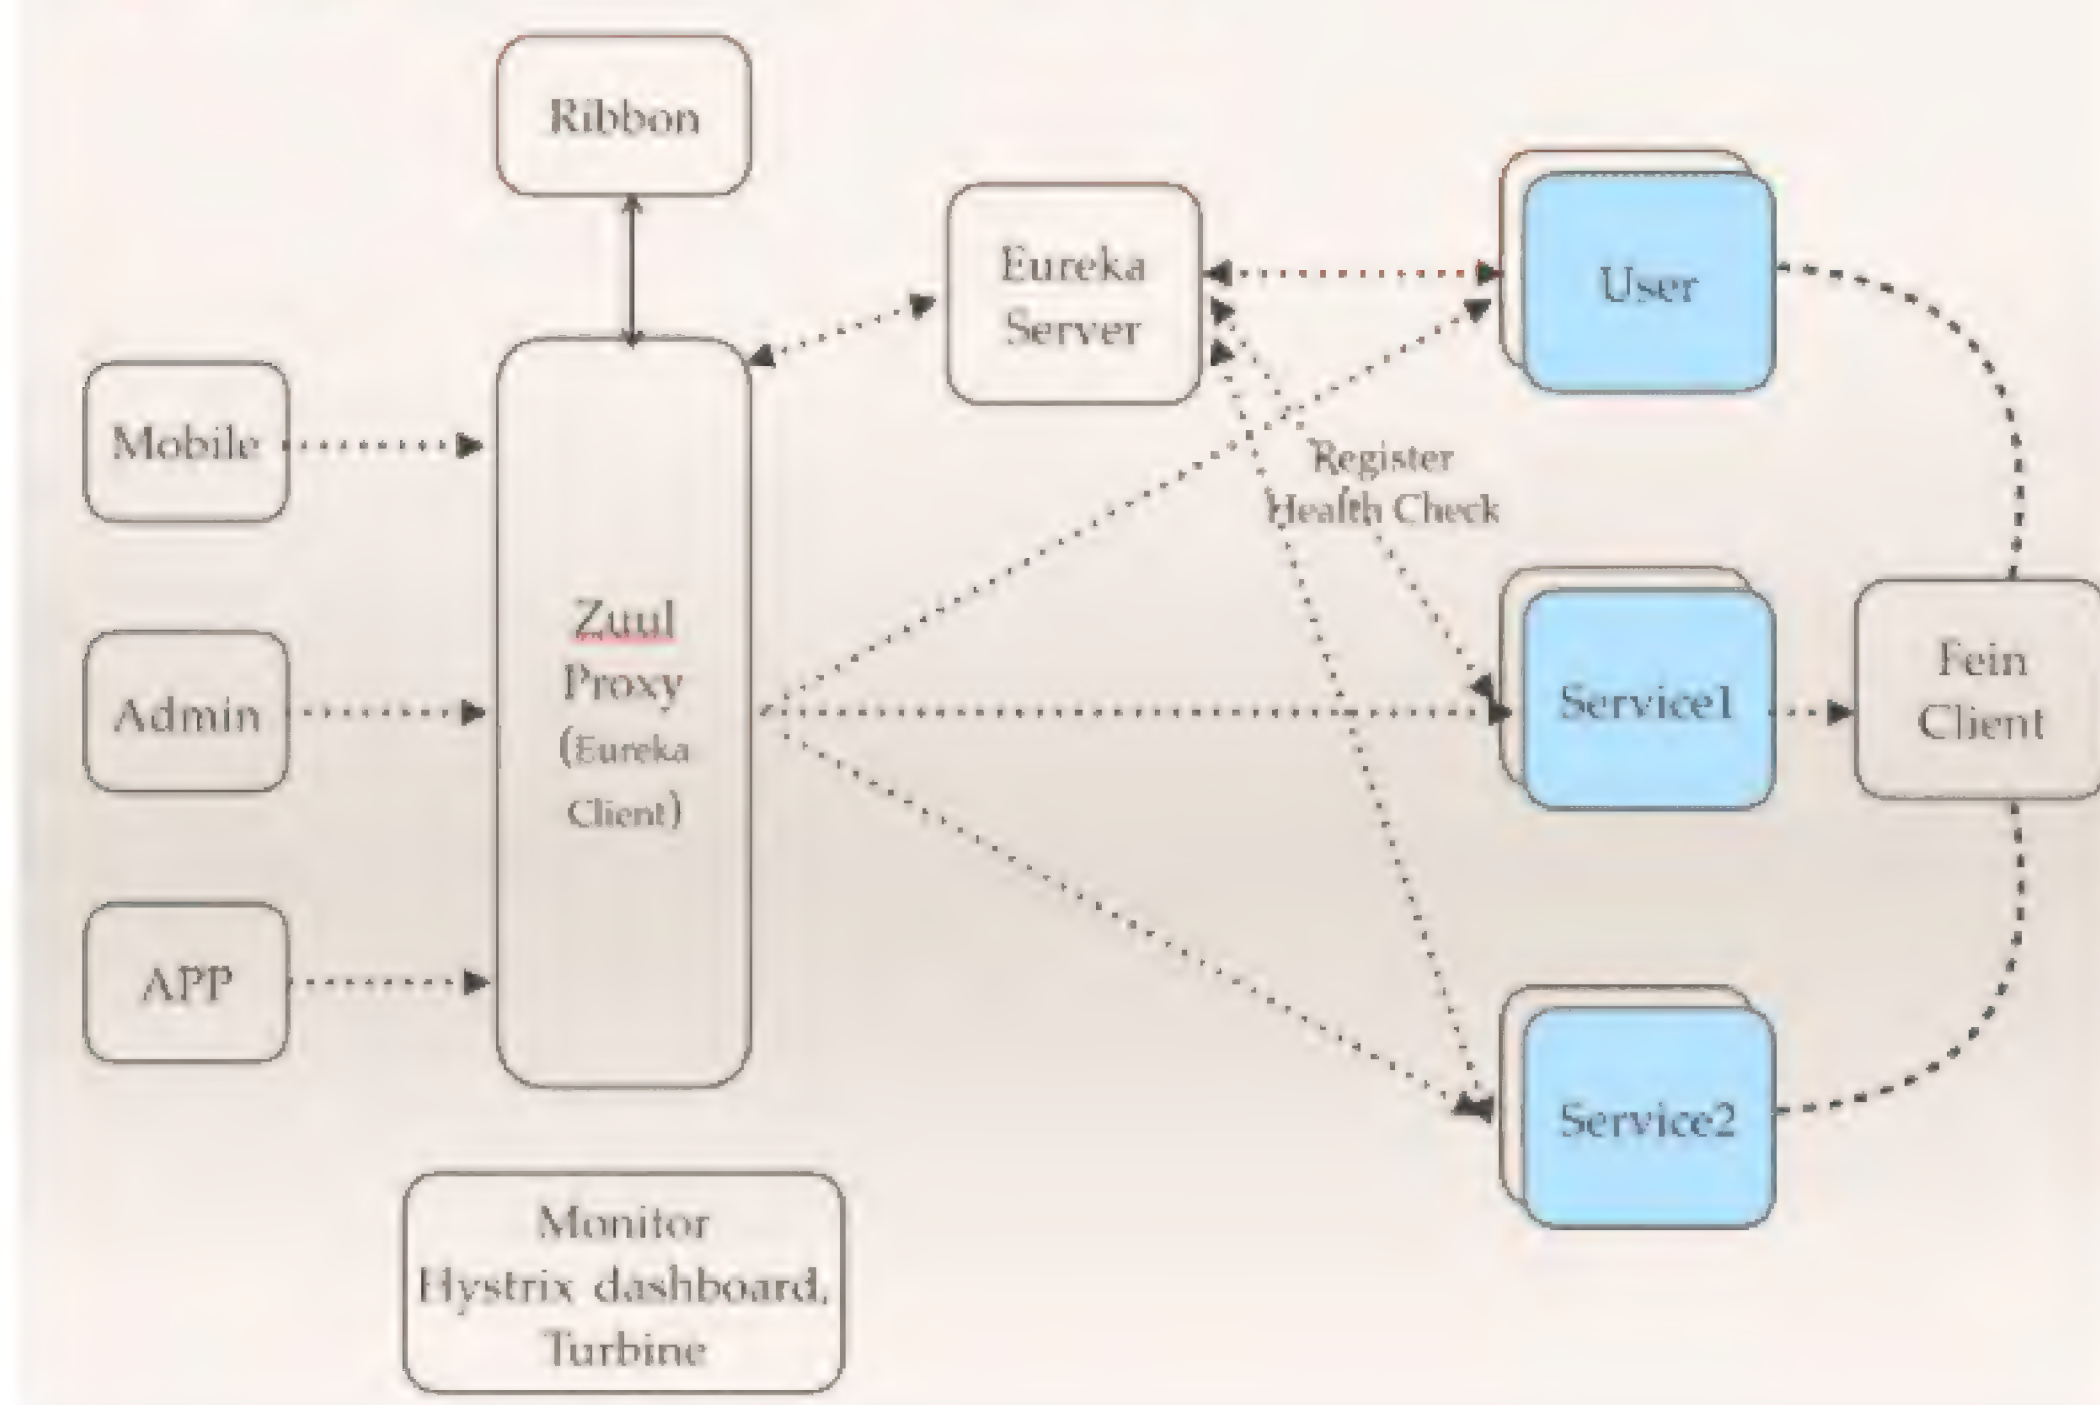 Ribbon
Eureka
Server
User
Mobile
Register
Health Check
Zuul
Proxy
(Eureka
Client)
Admin
Service1
Fein
Client
APP
Service2
Monitor
Hystrix dashboard,
Turbine